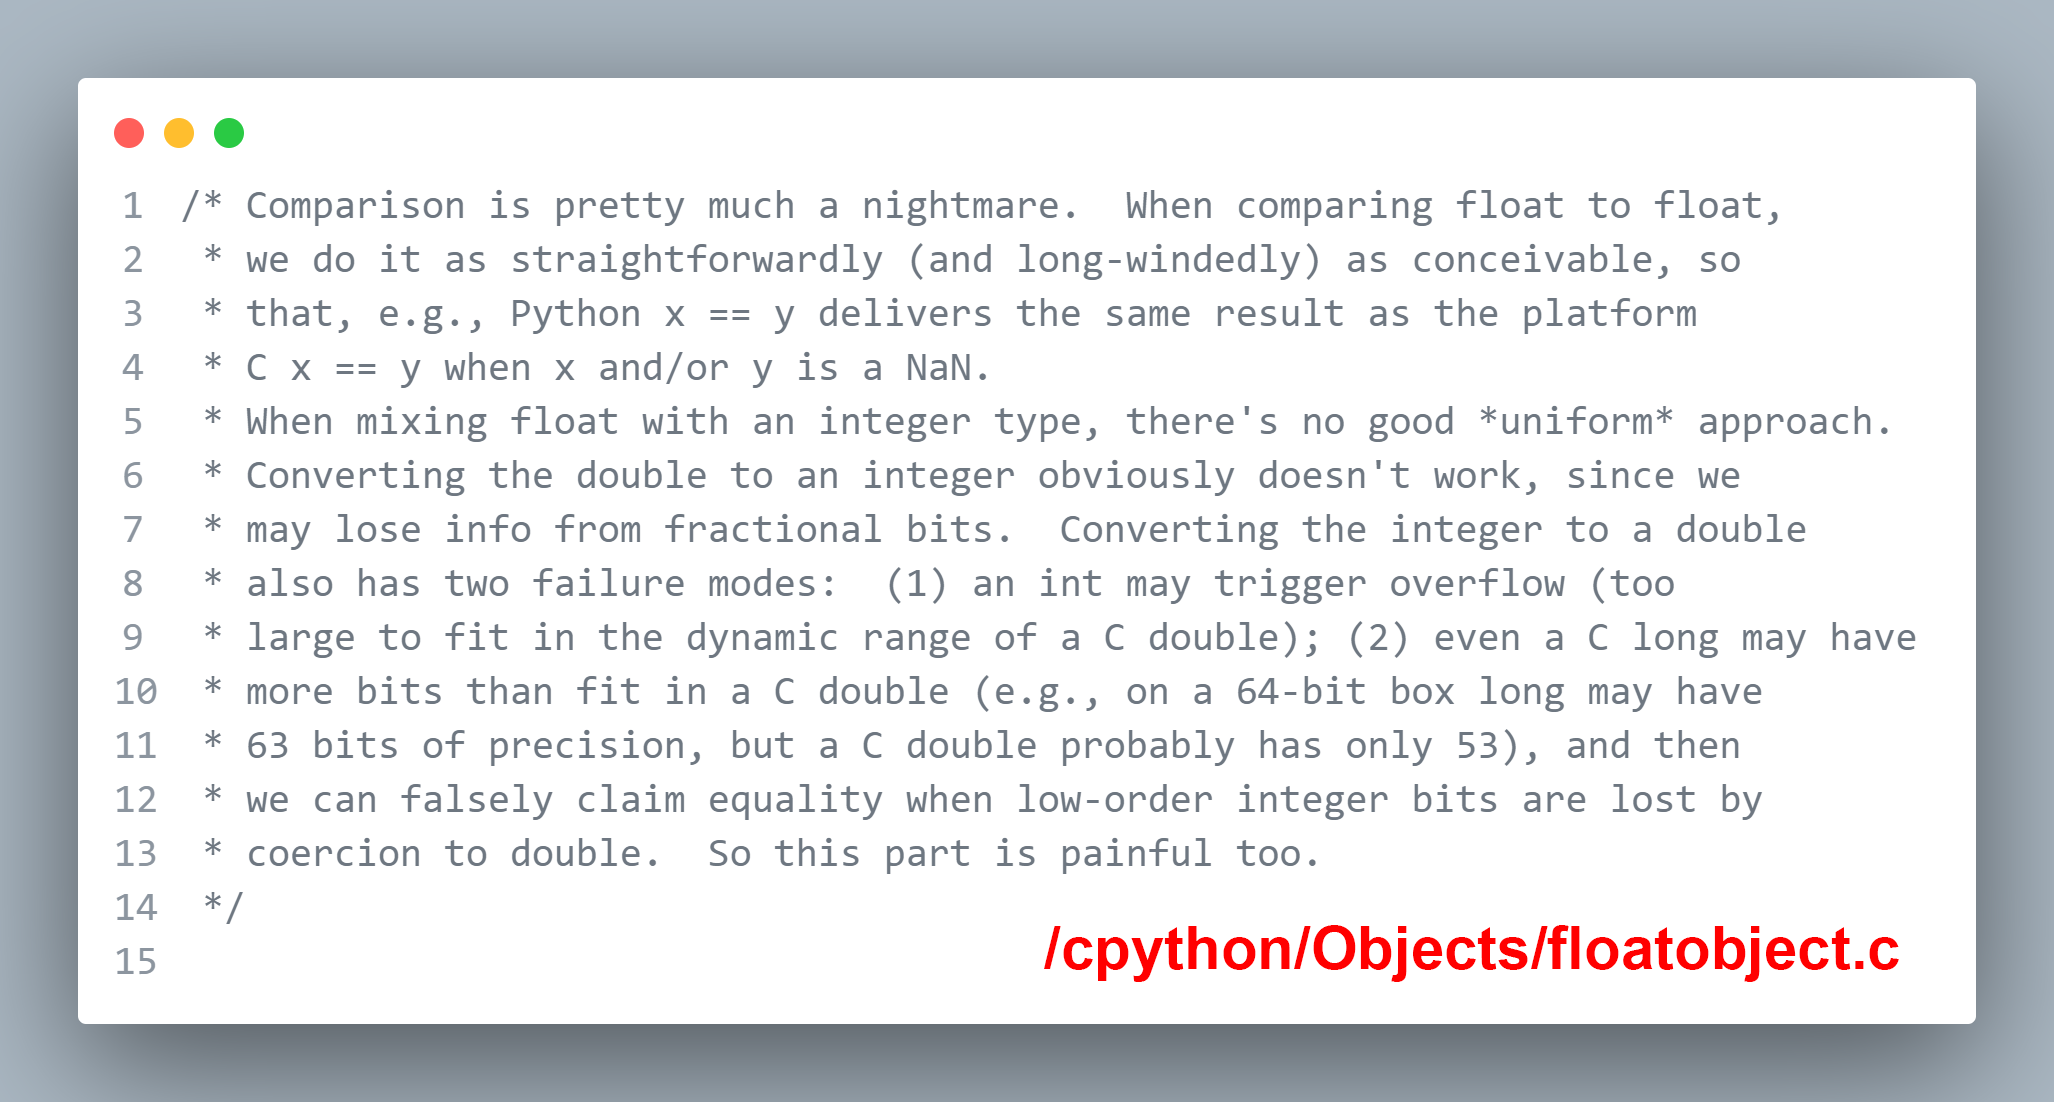 1 /* Comparison is pretty much a nightmare.  When comparing float to float,
2  * we do it as straightforwardly (and long-windedly) as conceivable, so
3  * that, e.g., Python x == y delivers the same result as the platform
4  * C x == y when x and/or y is a NaN.
5  * When mixing float with an integer type, there's no good *uniform* approach.
6  * Converting the double to an integer obviously doesn't work, since we
7  * may lose info from fractional bits.  Converting the integer to a double
8  * also has two failure modes:  (1) an int may trigger overflow (too
9  * large to fit in the dynamic range of a C double); (2) even a C long may have
10  * more bits than fit in a C double (e.g., on a 64-bit box long may have
11  * 63 bits of precision, but a C double probably has only 53), and then
12  * we can falsely claim equality when low-order integer bits are lost by
13  * coercion to double.  So this part is painful too.
14  */
/cpython/Objects/floatobject.c
15